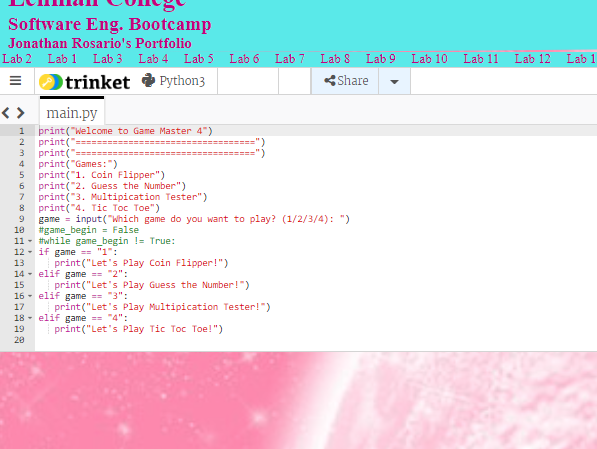 Lehman College
Software Eng. Bootcamp
Jonathan Rosario's Portfolio
Lab 2 Lab 1 Lab 3 Lab 4 Lab 5 Lab 6 Lab 7 Lab 8 Lab 9 Lab 10 Lab 11 Lab 12 Lab 1
trinket Python3 Share
main.py
1 print("Welcome to Game Master 4")
2 print("==================================")
3 print("==================================")
4 print("Games:")
5 print("1. Coin Flipper")
6 print("2. Guess the Number")
7 print("3. Multipication Tester")
8 print("4. Tic Toc Toe")
9 game = input("Which game do you want to play? (1/2/3/4): ")
10 #game_begin = False
11 #while game_begin != True:
12 if game == "1":
13 print("Let's Play Coin Flipper!")
14 elif game == "2":
15 print("Let's Play Guess the Number!")
16 elif game == "3":
17 print("Let's Play Multipication Tester!")
18 elif game == "4":
19 print("Let's Play Tic Toc Toe!")
20